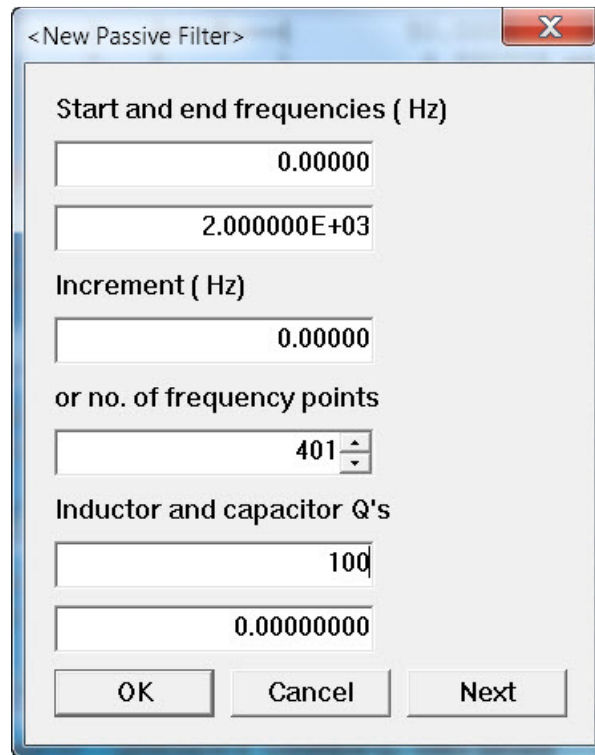 <New Passive Filter>
X
Start and end frequencies ( Hz)
0.00000
2.000000E+03
Increment ( Hz)
0.00000
or no. of frequency points
401
Inductor and capacitor Q's
100
0.00000000
OK Cancel Next